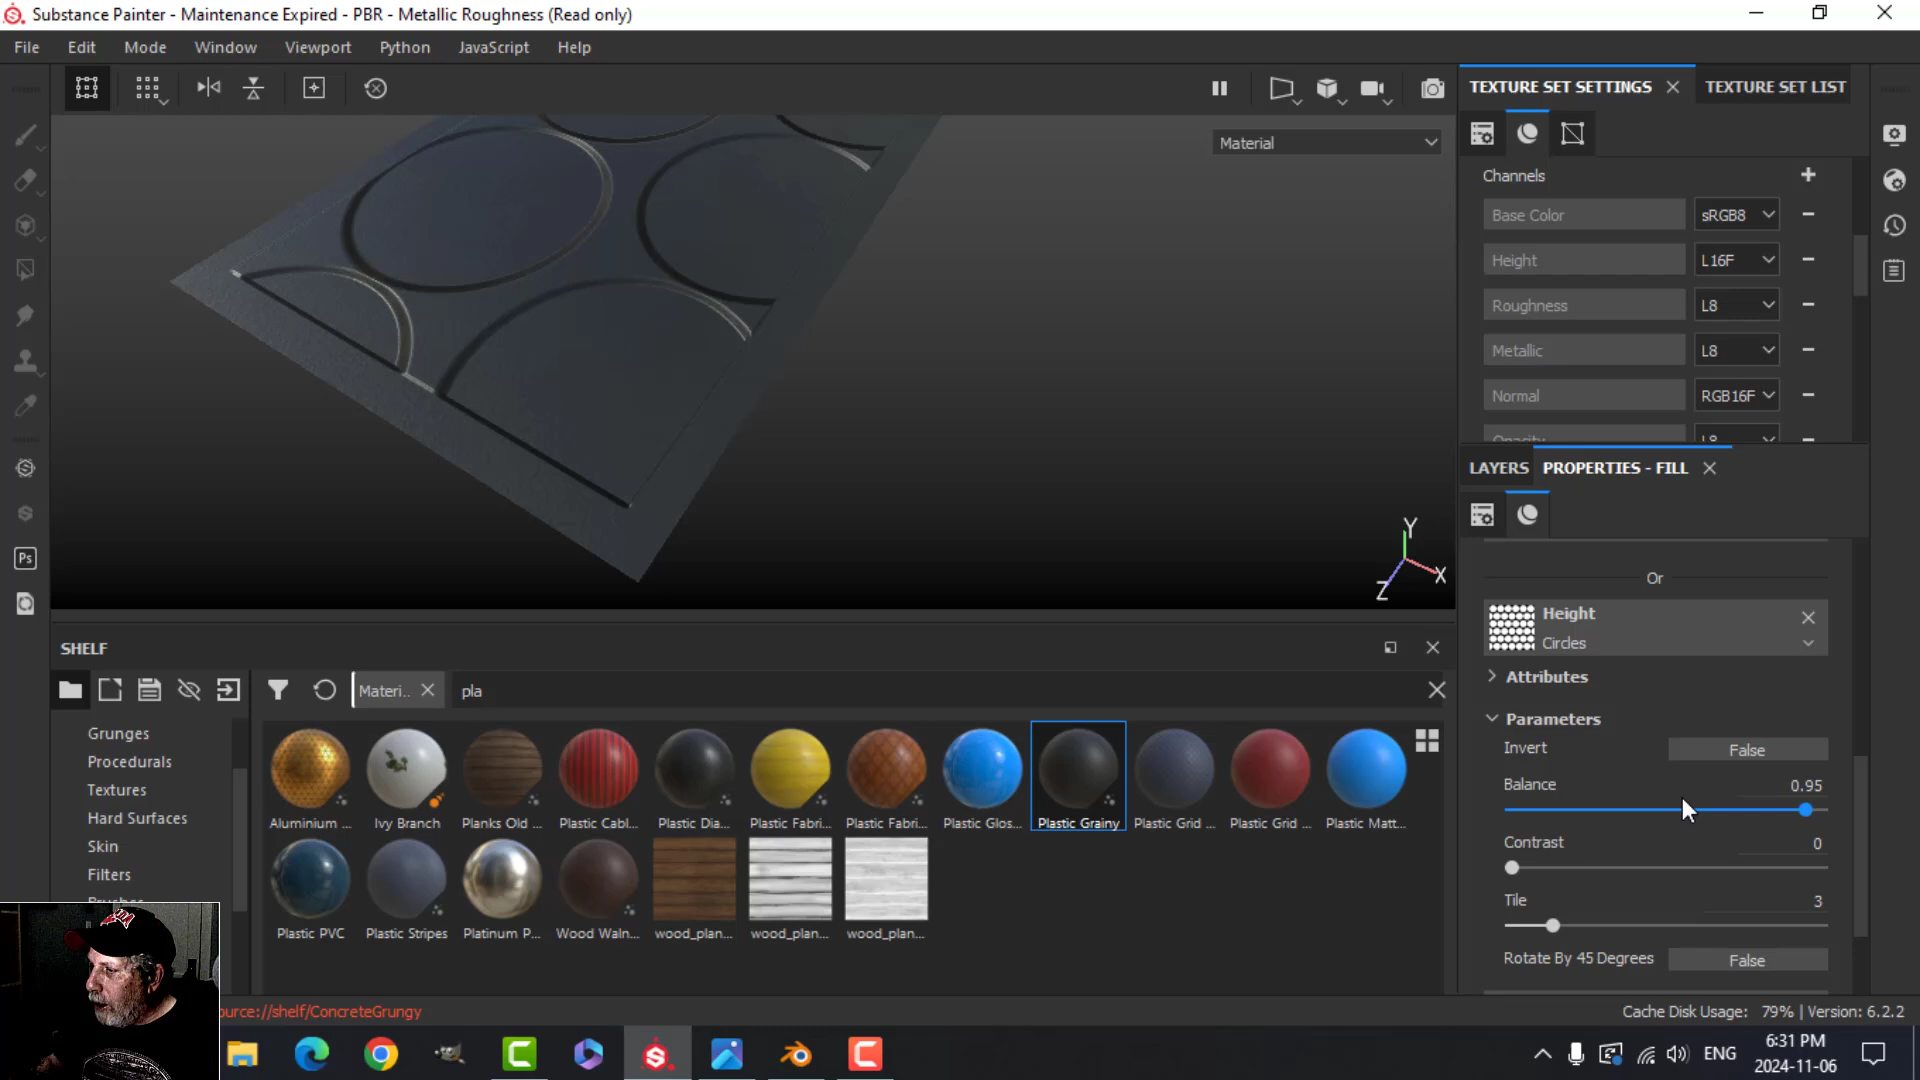 Substance Painter - Maintenance Expired - PBR - Metallic Roughness (Read only)
File Edit Mode Window Viewport Python JavaScript Help
TEXTURE SET SETTINGS TEXTURE SET LIST
Material
Channels
Base Color sRGB8
Height L16F
Roughness L8
Metallic L8
Normal RGB16F
Opacity L8
LAYERS PROPERTIES - FILL
Or
Height
Circles
Attributes
Parameters
Invert False
Balance 0.95
Contrast 0
Tile 3
Rotate By 45 Degrees False
Y
X
Z
Ps
SHELF
Materi.. pla
Grunges
Procedurals
Textures
Hard Surfaces
Skin
Filters
Aluminium ... Ivy Branch Planks Old ... Plastic Cabl... Plastic Dia... Plastic Fabri... Plastic Fabri... Plastic Glos... Plastic Grainy Plastic Grid ... Plastic Grid ... Plastic Matt...
Plastic PVC Plastic Stripes Platinum P... Wood Waln... wood_plan... wood_plan... wood_plan...
ource://shelf/ConcreteGrungy
Cache Disk Usage: 79% | Version: 6.2.2
ENG
6:31 PM
2024-11-06